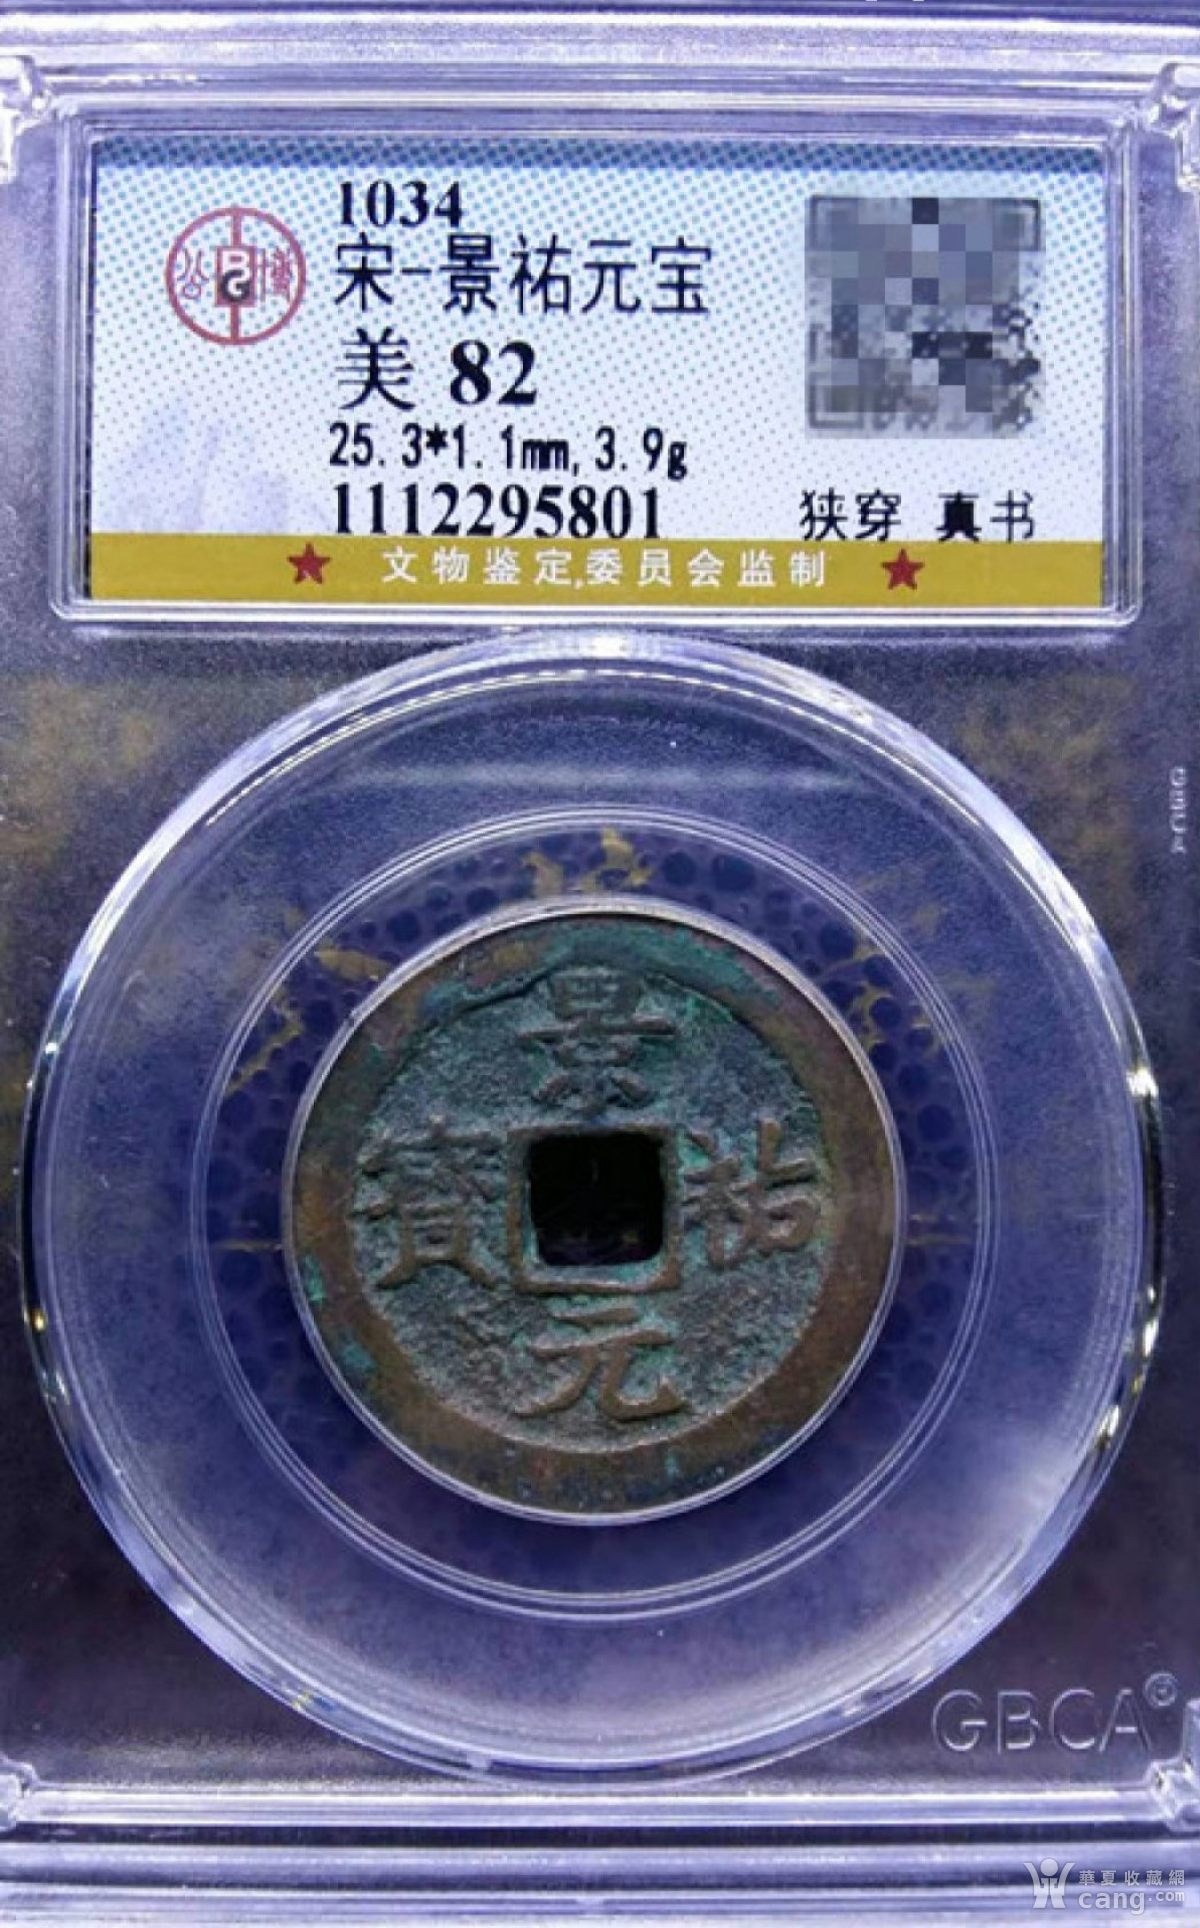 1034
公博
宋-景祐元宝
美 82
25.3*1.1mm,3.9g
1112295801
狭穿 真书
★ 文物鉴定委员会监制 ★
景
寶 祐
元
GBCA®
華夏收藏網
cang.com